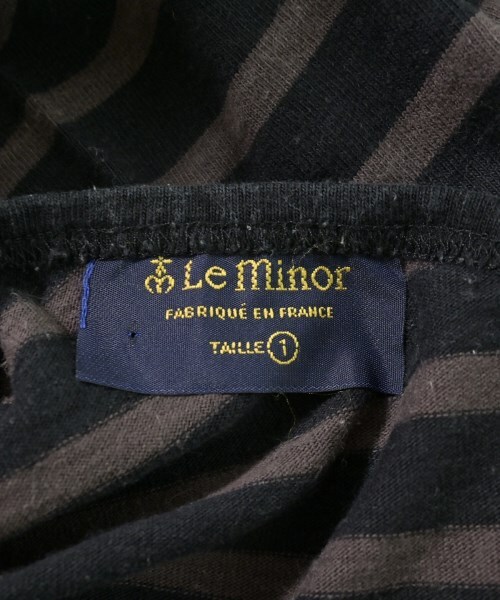 Le Minor
FABRIQUÉ EN FRANCE
TAILLE 1